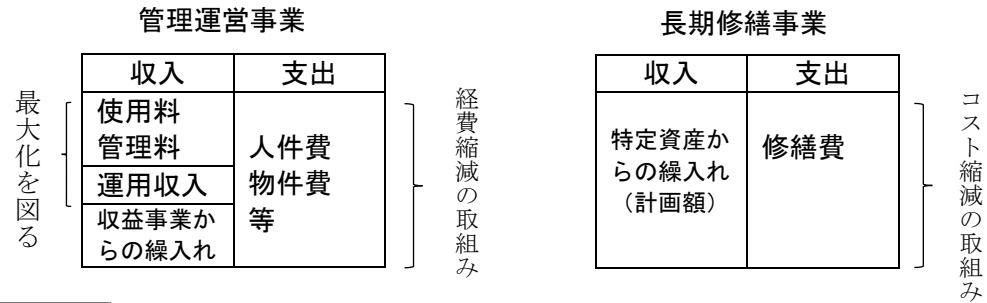 管理運営事業
最大化を図る
収入
支出
使用料
管理料
運用収入
収益事業か
らの繰入れ
人件費
物件費
等
経費縮減の取組み
長期修繕事業
収入
支出
特定資産か
らの繰入れ
（計画額）
修繕費
コスト縮減の取組み